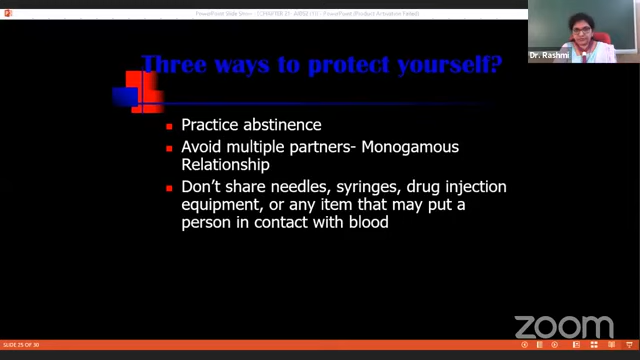 PowerPoint Slide Show - [CHAPTER 21 -AIDS2 (1)] - PowerPoint (Product Activation Failed)
Three ways to protect yourself?
Dr. Rashmi
Practice abstinence
Avoid multiple partners- Monogamous
Relationship
Don't share needles, syringes, drug injection
equipment, or any item that may put a
person in contact with blood
zoom
SLIDE 25 OF 30